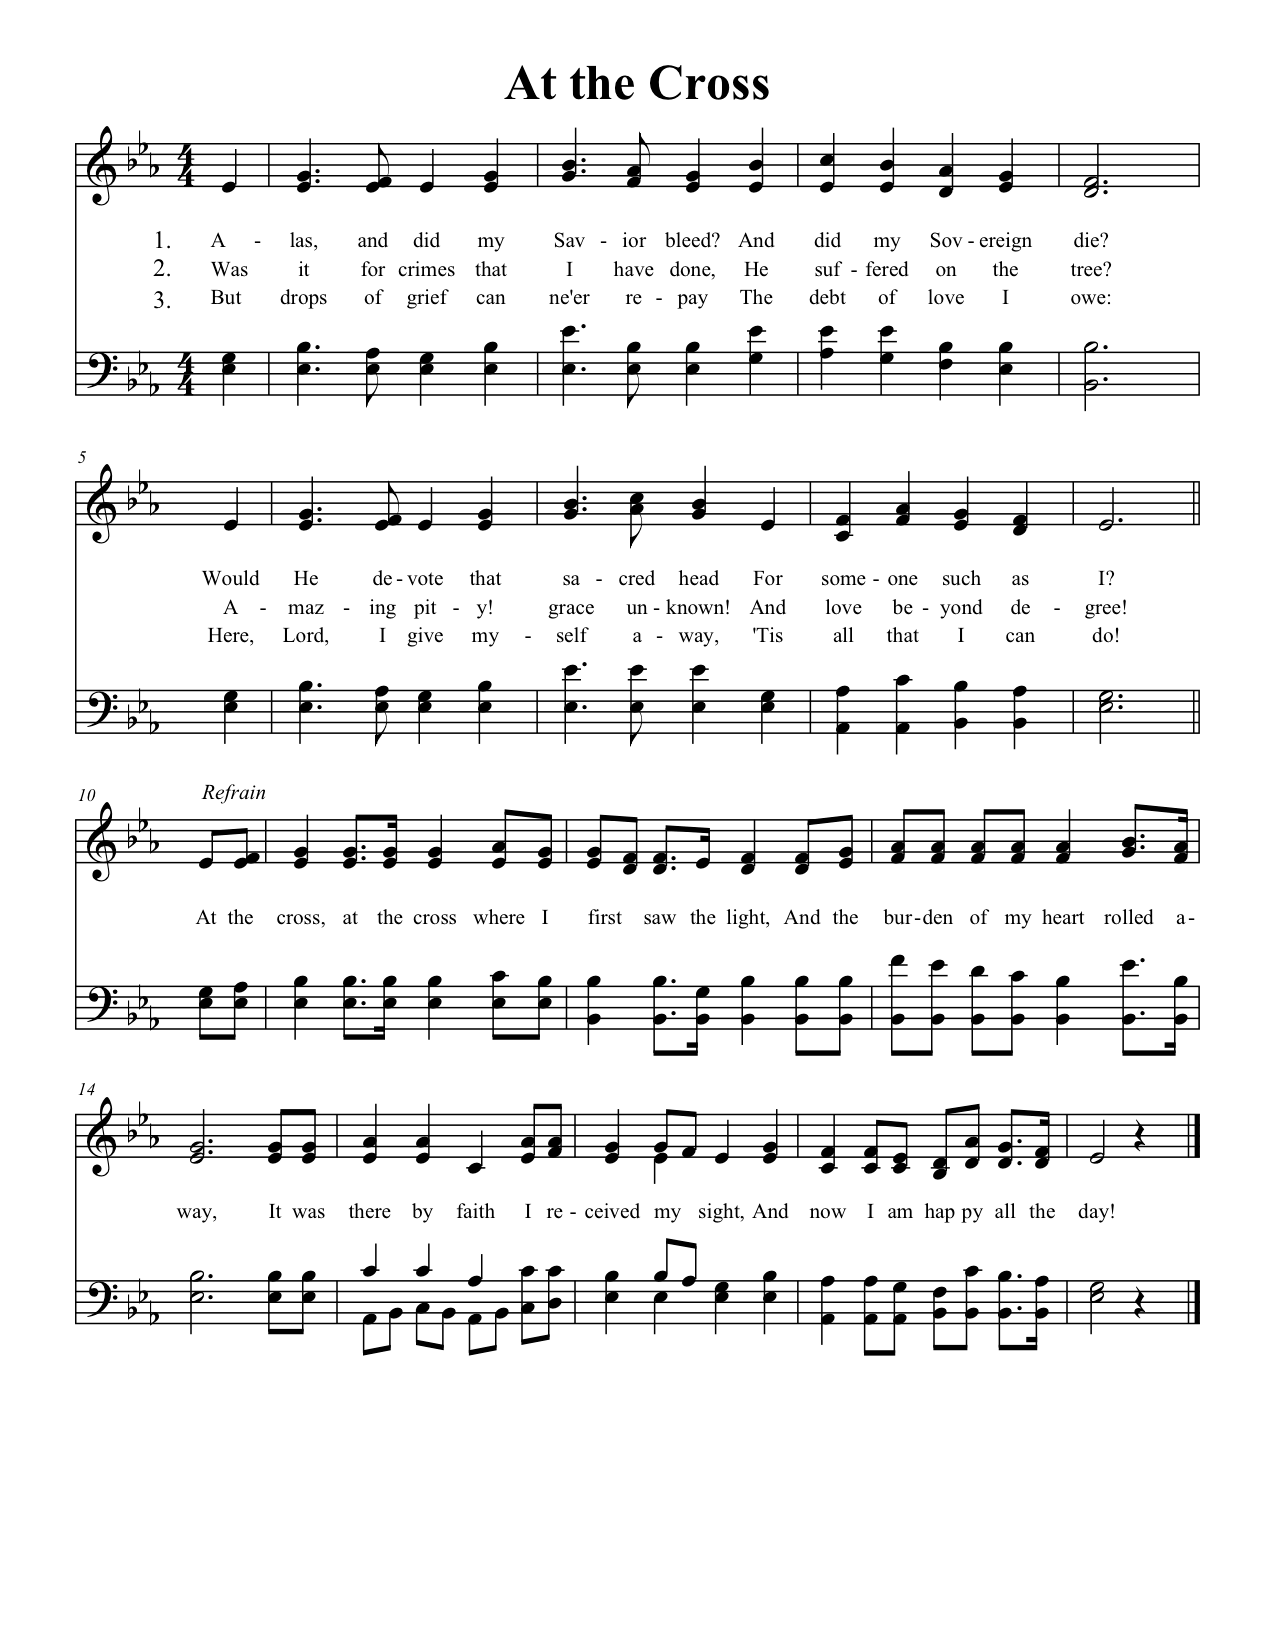 At the Cross
4 4
1. A - las, and did my Sav - ior bleed? And did my Sov - ereign die?
2. Was it for crimes that I have done, He suf - fered on the tree?
3. But drops of grief can ne'er re - pay The debt of love I owe:
4 4
5
Would He de - vote that sa - cred head For some - one such as I?
A - maz - ing pit - y! grace un - known! And love be - yond de - gree!
Here, Lord, I give my - self a - way, 'Tis all that I can do!
10 Refrain
At the cross, at the cross where I first saw the light, And the bur - den of my heart rolled a -
14
way, It was there by faith I re - ceived my sight, And now I am hap py all the day!